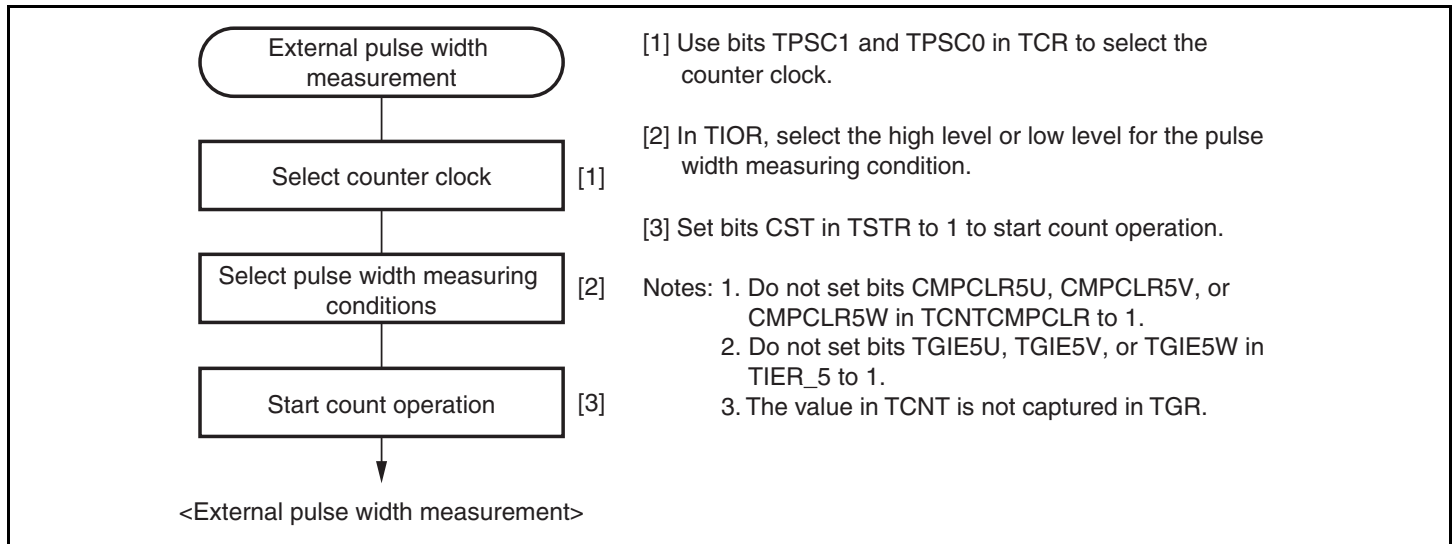 External pulse width
measurement
Select counter clock
[1]
Select pulse width measuring
conditions
[2]
Start count operation
[3]
<External pulse width measurement>
[1] Use bits TPSC1 and TPSC0 in TCR to select the
counter clock.
[2] In TIOR, select the high level or low level for the pulse
width measuring condition.
[3] Set bits CST in TSTR to 1 to start count operation.
Notes: 1. Do not set bits CMPCLR5U, CMPCLR5V, or
CMPCLR5W in TCNTCMPCLR to 1.
2. Do not set bits TGIE5U, TGIE5V, or TGIE5W in
TIER_5 to 1.
3. The value in TCNT is not captured in TGR.